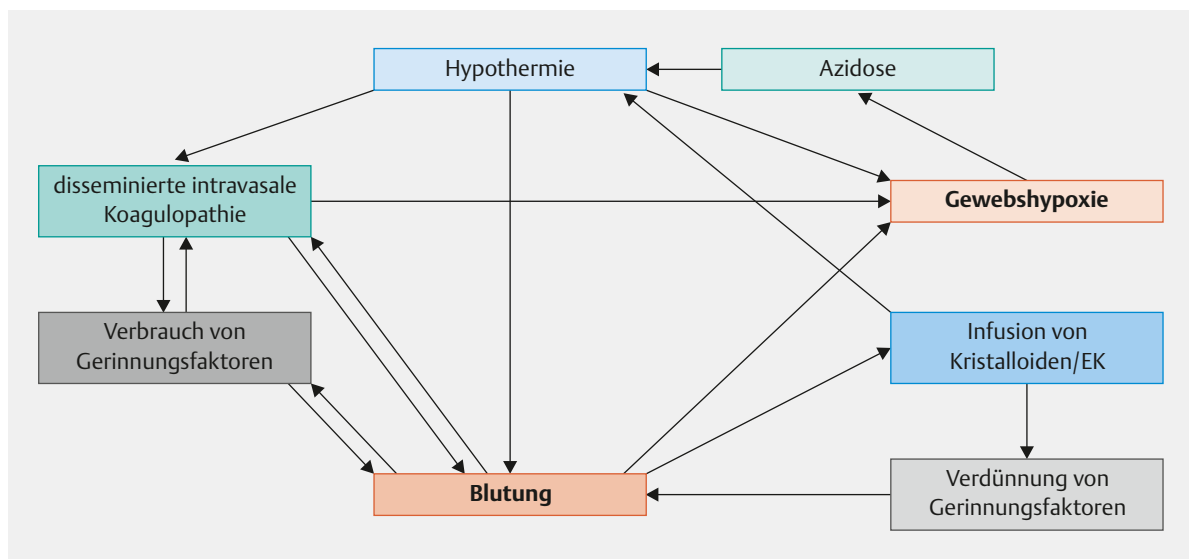 Hypothermie
Azidose
disseminierte intravasale
Koagulopathie
Gewebshypoxie
Verbrauch von
Gerinnungsfaktoren
Infusion von
Kristalloiden/EK
Blutung
Verdünnung von
Gerinnungsfaktoren